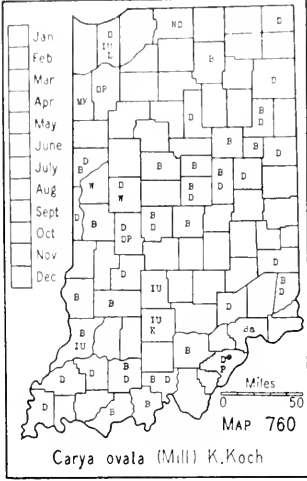 Jan
Feb
Mar
Apr
May
June
July
Aug
Sept
Oct
Nov
Dec
ND D
D
IU
L
B
DP
D
MN
D B
D
B B D
D
B
B B
D
B
D
W D
W
B
D
D B D
DP
B
D
B IU D B
D
B
IU
K
da
B
IU
B
D
P
D D B
D
B D
D B B
Miles
0 50
MAP 760
Carya ovata (Mill) K.Koch